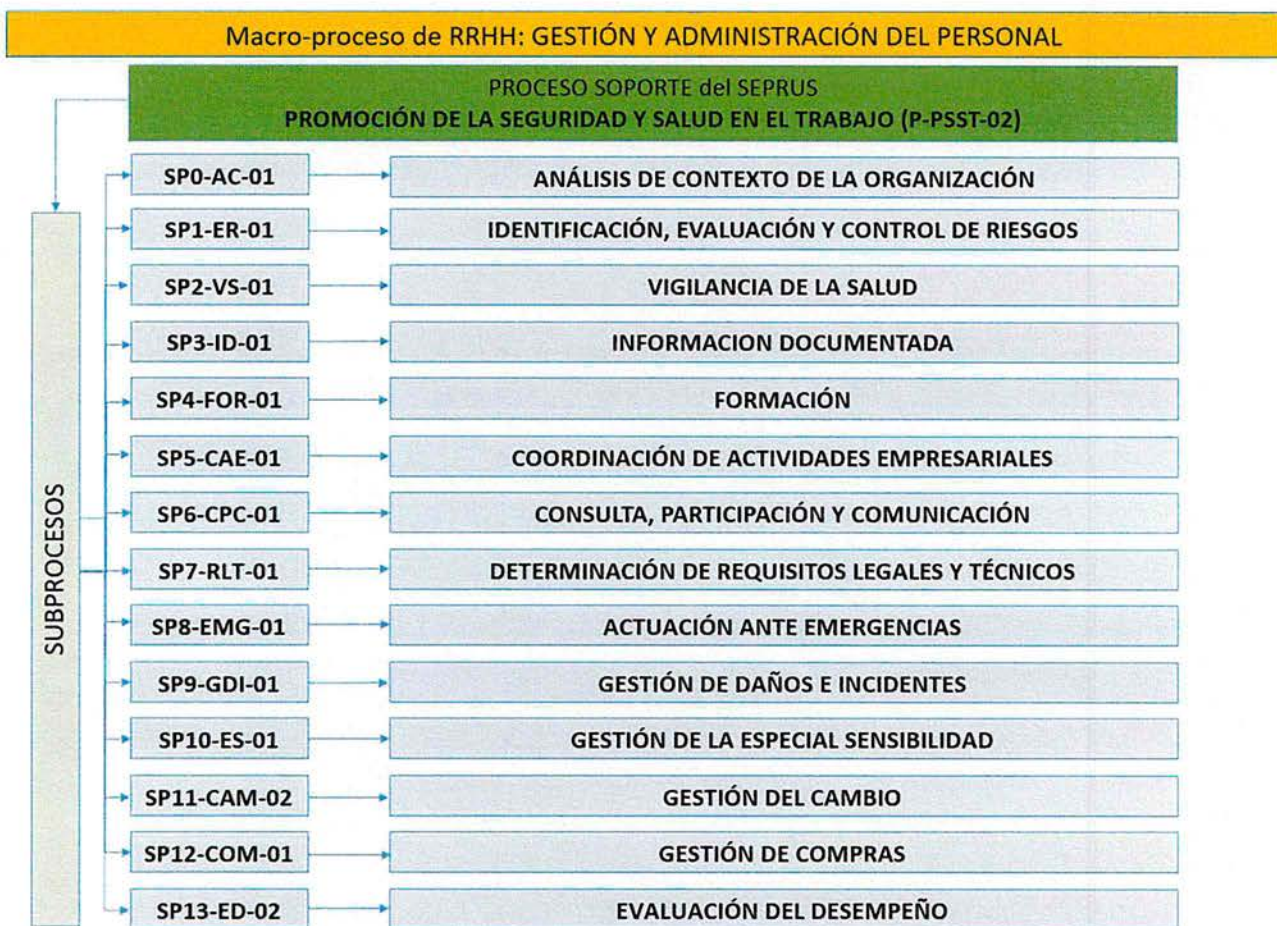 Macro-proceso de RRHH: GESTIÓN Y ADMINISTRACIÓN DEL PERSONAL
PROCESO SOPORTE del SEPRUS
PROMOCIÓN DE LA SEGURIDAD Y SALUD EN EL TRABAJO (P-PSST-02)
SUBPROCESOS
SP0-AC-01 ANÁLISIS DE CONTEXTO DE LA ORGANIZACIÓN
SP1-ER-01 IDENTIFICACIÓN, EVALUACIÓN Y CONTROL DE RIESGOS
SP2-VS-01 VIGILANCIA DE LA SALUD
SP3-ID-01 INFORMACION DOCUMENTADA
SP4-FOR-01 FORMACIÓN
SP5-CAE-01 COORDINACIÓN DE ACTIVIDADES EMPRESARIALES
SP6-CPC-01 CONSULTA, PARTICIPACIÓN Y COMUNICACIÓN
SP7-RLT-01 DETERMINACIÓN DE REQUISITOS LEGALES Y TÉCNICOS
SP8-EMG-01 ACTUACIÓN ANTE EMERGENCIAS
SP9-GDI-01 GESTIÓN DE DAÑOS E INCIDENTES
SP10-ES-01 GESTIÓN DE LA ESPECIAL SENSIBILIDAD
SP11-CAM-02 GESTIÓN DEL CAMBIO
SP12-COM-01 GESTIÓN DE COMPRAS
SP13-ED-02 EVALUACIÓN DEL DESEMPEÑO